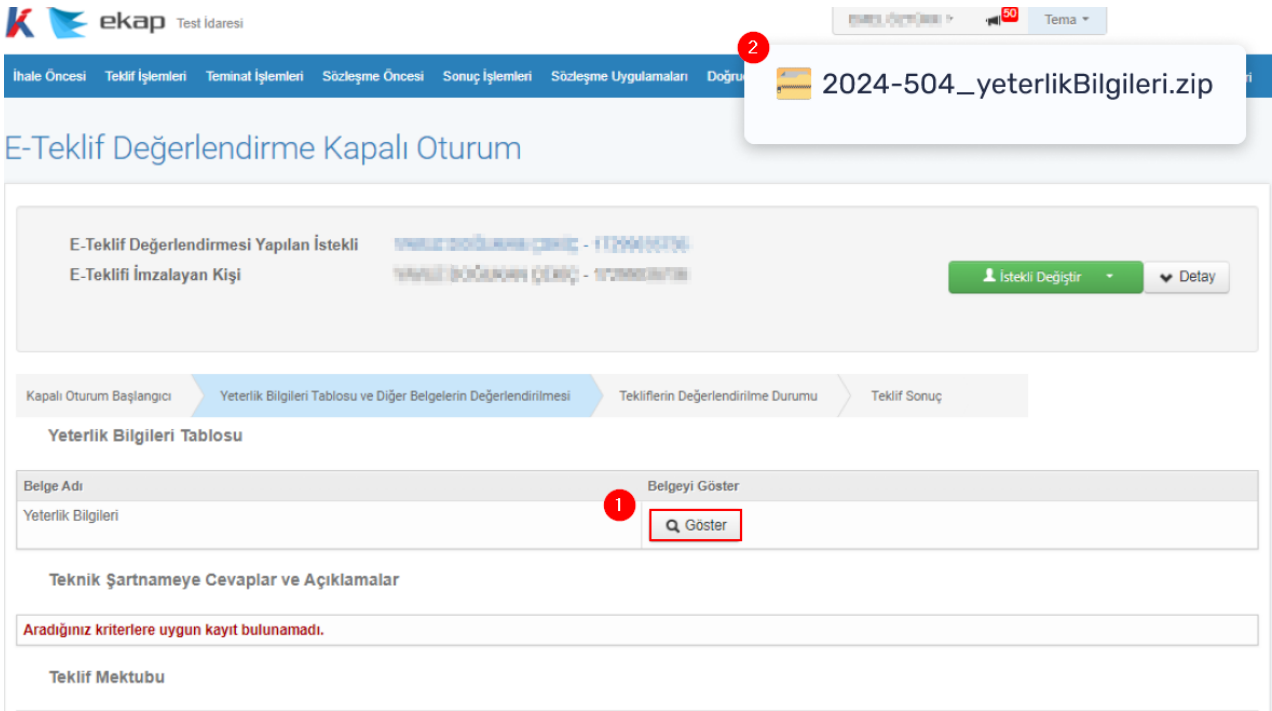 ekap Test İdaresi
50
Tema
2
2024-504_yeterlikBilgileri.zip
İhale Öncesi Teklif İşlemleri Teminat İşlemleri Sözleşme Öncesi Sonuç İşlemleri Sözleşme Uygulamaları
E-Teklif Değerlendirme Kapalı Oturum
E-Teklif Değerlendirmesi Yapılan İstekli
E-Teklifi İmzalayan Kişi
İstekli Değiştir Detay
Kapalı Oturum Başlangıcı Yeterlik Bilgileri Tablosu ve Diğer Belgelerin Değerlendirilmesi Tekliflerin Değerlendirilme Durumu Teklif Sonuç
Yeterlik Bilgileri Tablosu
Belge Adı Belgeyi Göster
Yeterlik Bilgileri 1 Göster
Teknik Şartnameye Cevaplar ve Açıklamalar
Aradığınız kriterlere uygun kayıt bulunamadı.
Teklif Mektubu